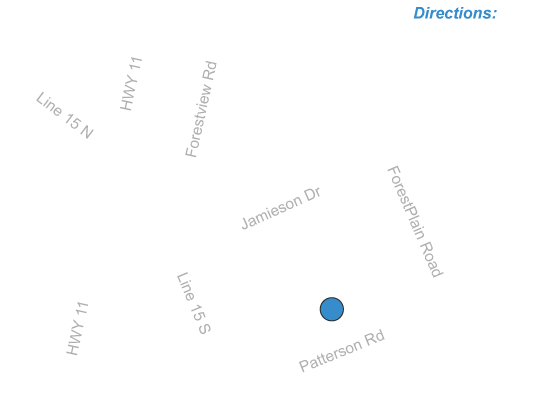 Directions:
HWY 11
Forestview Rd
Line 15 N
Jamieson Dr
ForestPlain Road
Line 15 S
HWY 11
Patterson Rd